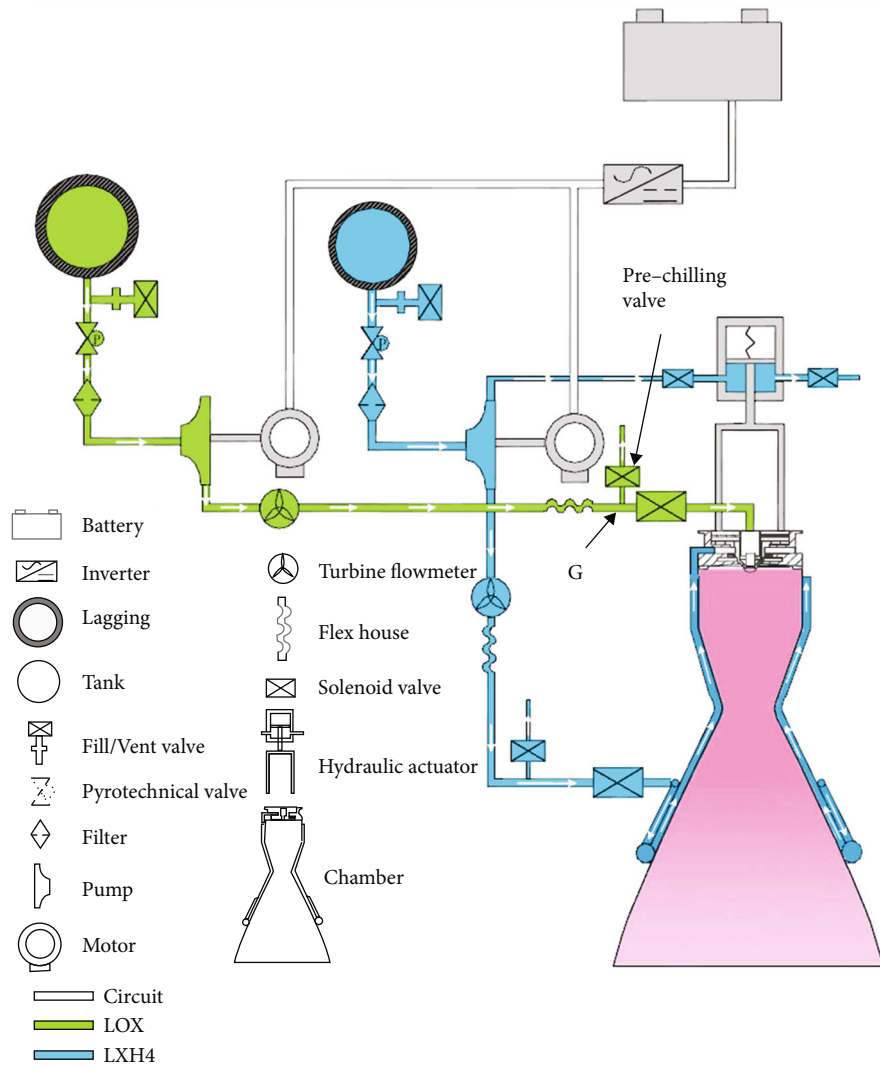 Pre-chilling
valve
P
P
G
Battery
Inverter
Lagging
Tank
Fill/Vent valve
Pyrotechnical valve
Filter
Pump
Motor
Circuit
LOX
LXH4
Turbine flowmeter
Flex house
Solenoid valve
Hydraulic actuator
Chamber